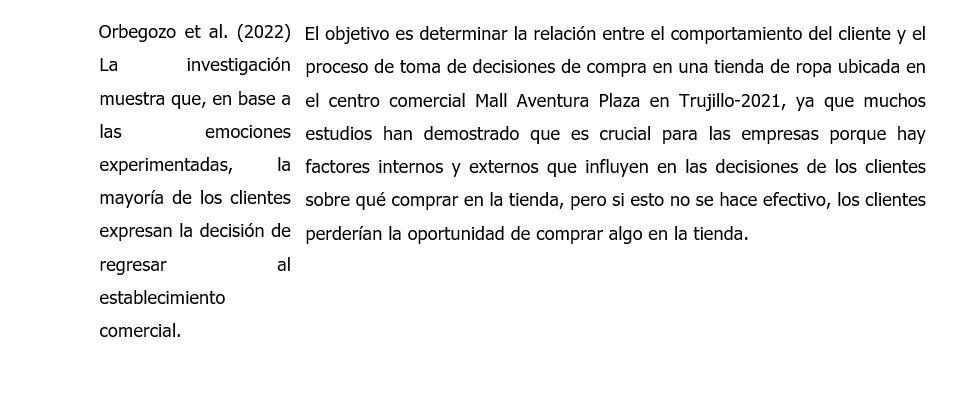 Orbegozo et al. (2022)
La investigación
muestra que, en base a
las emociones
experimentadas, la
mayoría de los clientes
expresan la decisión de
regresar al
establecimiento
comercial.
El objetivo es determinar la relación entre el comportamiento del cliente y el
proceso de toma de decisiones de compra en una tienda de ropa ubicada en
el centro comercial Mall Aventura Plaza en Trujillo-2021, ya que muchos
estudios han demostrado que es crucial para las empresas porque hay
factores internos y externos que influyen en las decisiones de los clientes
sobre qué comprar en la tienda, pero si esto no se hace efectivo, los clientes
perderían la oportunidad de comprar algo en la tienda.